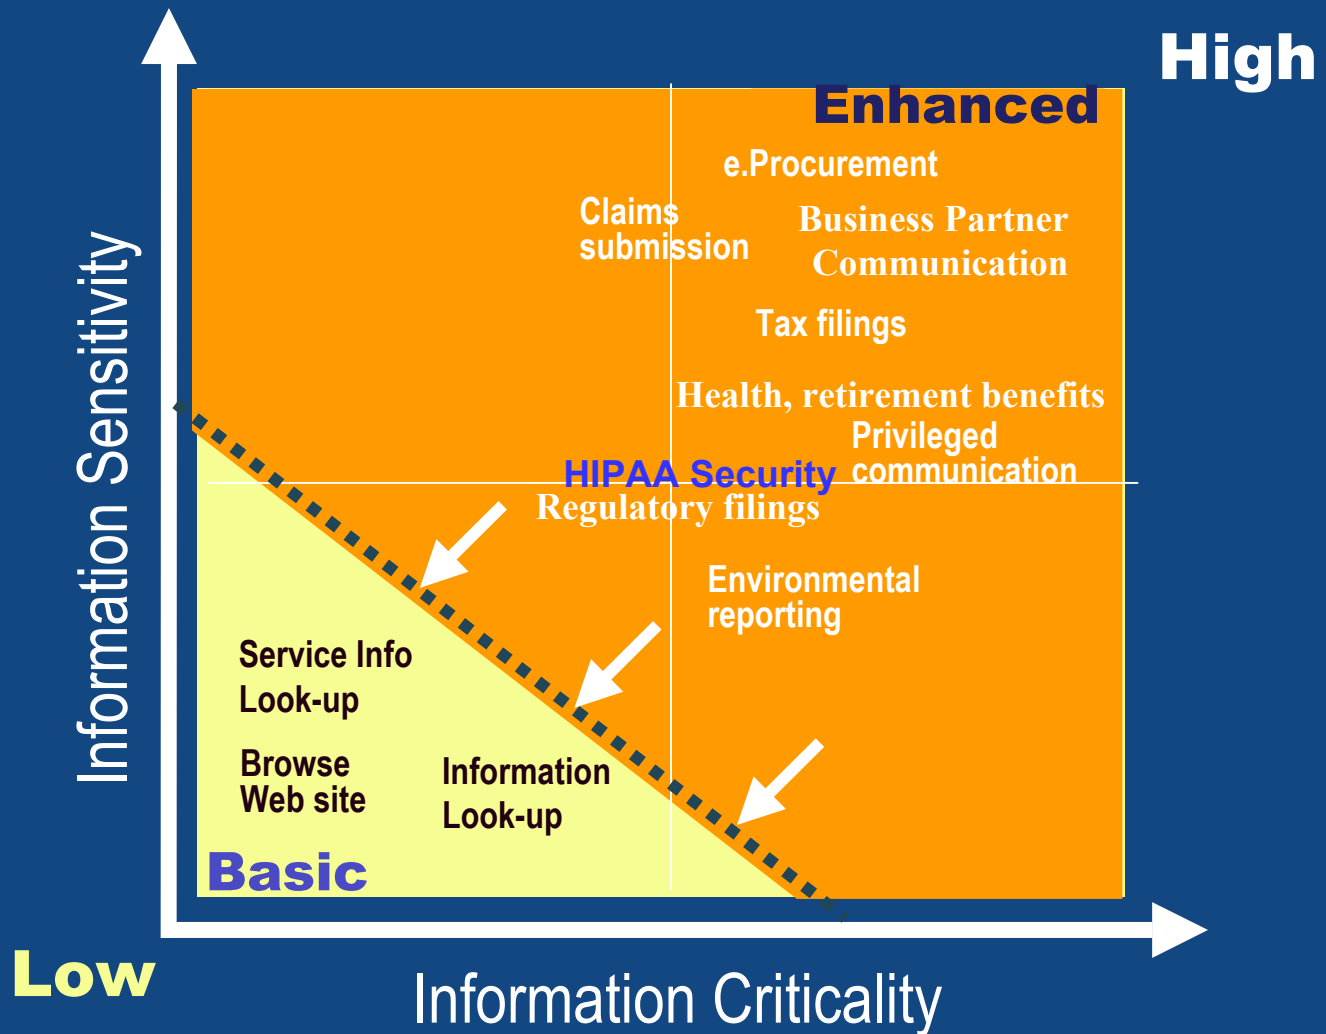 High
Enhanced
e.Procurement
Claims
submission
Business Partner
Communication
Tax filings
Health, retirement benefits
Privileged
communication
HIPAA Security
Regulatory filings
Environmental
reporting
Service Info
Look-up
Browse
Web site
Information
Look-up
Basic
Low
Information Sensitivity
Information Criticality